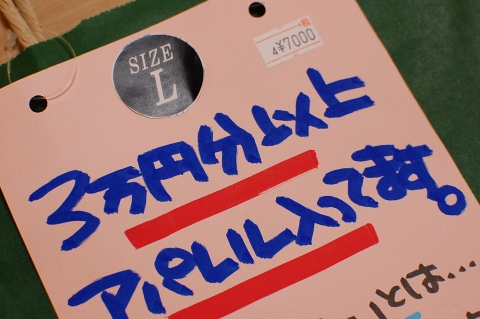 SIZE
L
4 ¥7000
3万円分以上
アパレル入ってます。
とは…